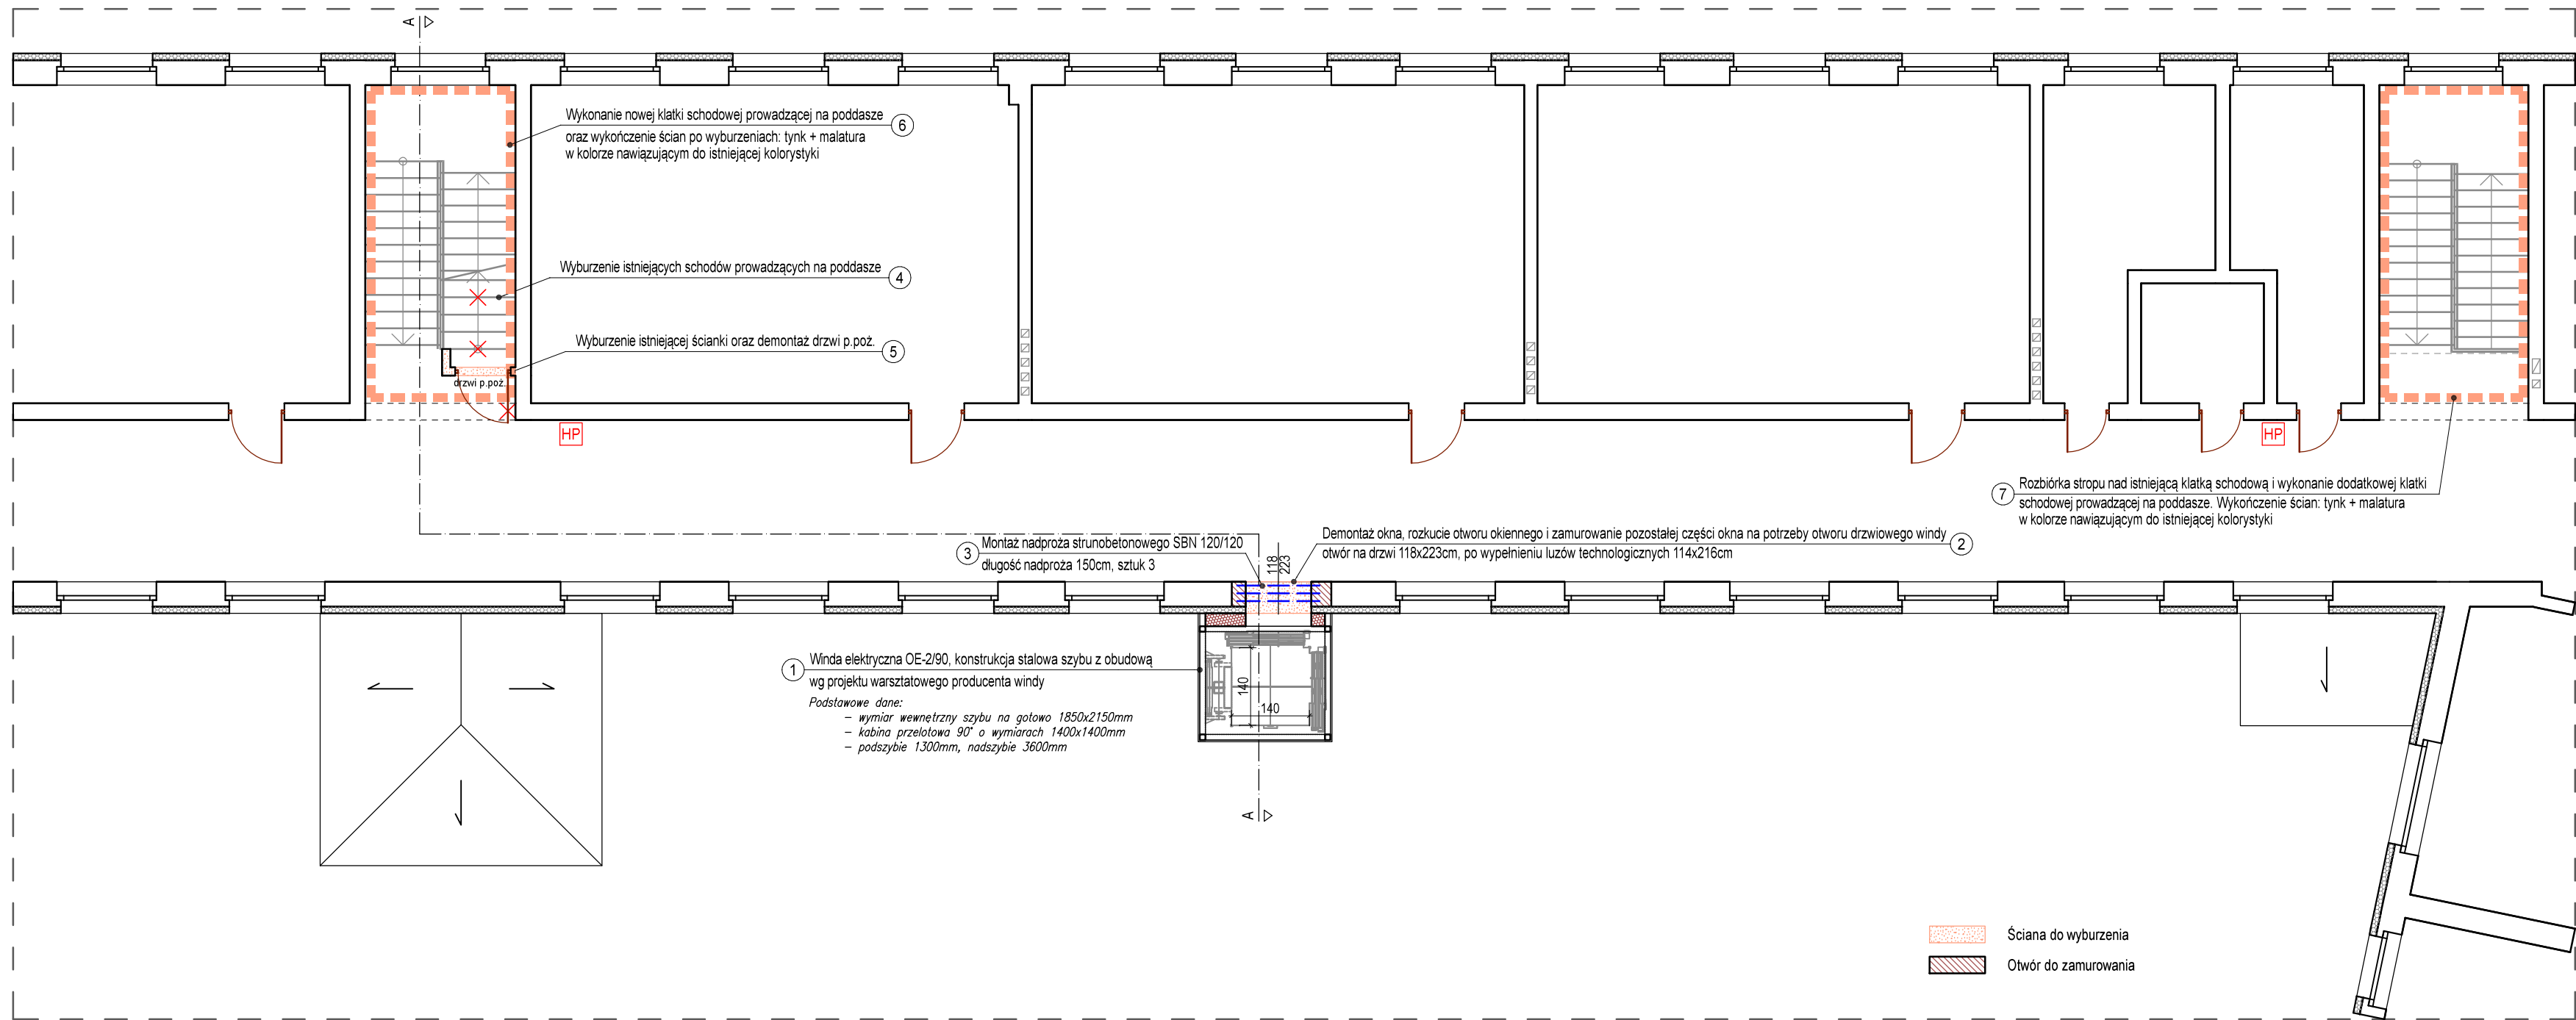 A
Wykonanie nowej klatki schodowej prowadzącej na poddasze
6
oraz wykończenie ścian po wyburzeniach: tynk + malatura
w kolorze nawiązującym do istniejącej kolorystyki
Wyburzenie istniejących schodów prowadzących na poddasze
4
Wyburzenie istniejącej ścianki oraz demontaż drzwi p.poż.
5
drzwi p.poż.
HP
HP
7
Rozbiórka stropu nad istniejącą klatką schodową i wykonanie dodatkowej klatki
schodowej prowadzącej na poddasze. Wykończenie ścian: tynk + malatura
w kolorze nawiązującym do istniejącej kolorystyki
3
Montaż nadproża strunobetonowego SBN 120/120
długość nadproża 150cm, sztuk 3
118
223
Demontaż okna, rozkucie otworu okiennego i zamurowanie pozostałej części okna na potrzeby otworu drzwiowego windy
2
otwór na drzwi 118x223cm, po wypełnieniu luzów technologicznych 114x216cm
1
Winda elektryczna OE-2/90, konstrukcja stalowa szybu z obudową
wg projektu warsztatowego producenta windy
Podstawowe dane:
– wymiar wewnętrzny szybu na gotowo 1850x2150mm
– kabina przelotowa 90° o wymiarach 1400x1400mm
– podszybie 1300mm, nadszybie 3600mm
140
140
A
Ściana do wyburzenia
Otwór do zamurowania